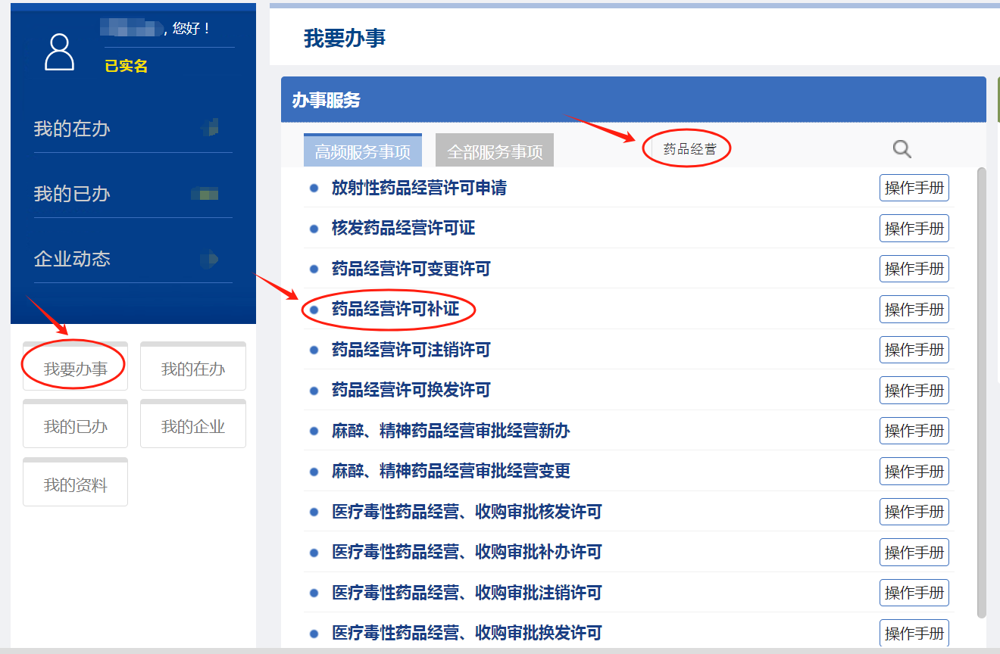 ，您好！
已实名
我的在办
我的已办
企业动态
我要办事
我的在办
我的已办
我的企业
我的资料
我要办事
办事服务
高频服务事项
全部服务事项
药品经营
放射性药品经营许可申请
操作手册
核发药品经营许可证
操作手册
药品经营许可变更许可
操作手册
药品经营许可补证
操作手册
药品经营许可注销许可
操作手册
药品经营许可换发许可
操作手册
麻醉、精神药品经营审批经营新办
操作手册
麻醉、精神药品经营审批经营变更
操作手册
医疗毒性药品经营、收购审批核发许可
操作手册
医疗毒性药品经营、收购审批补办许可
操作手册
医疗毒性药品经营、收购审批注销许可
操作手册
医疗毒性药品经营、收购审批换发许可
操作手册